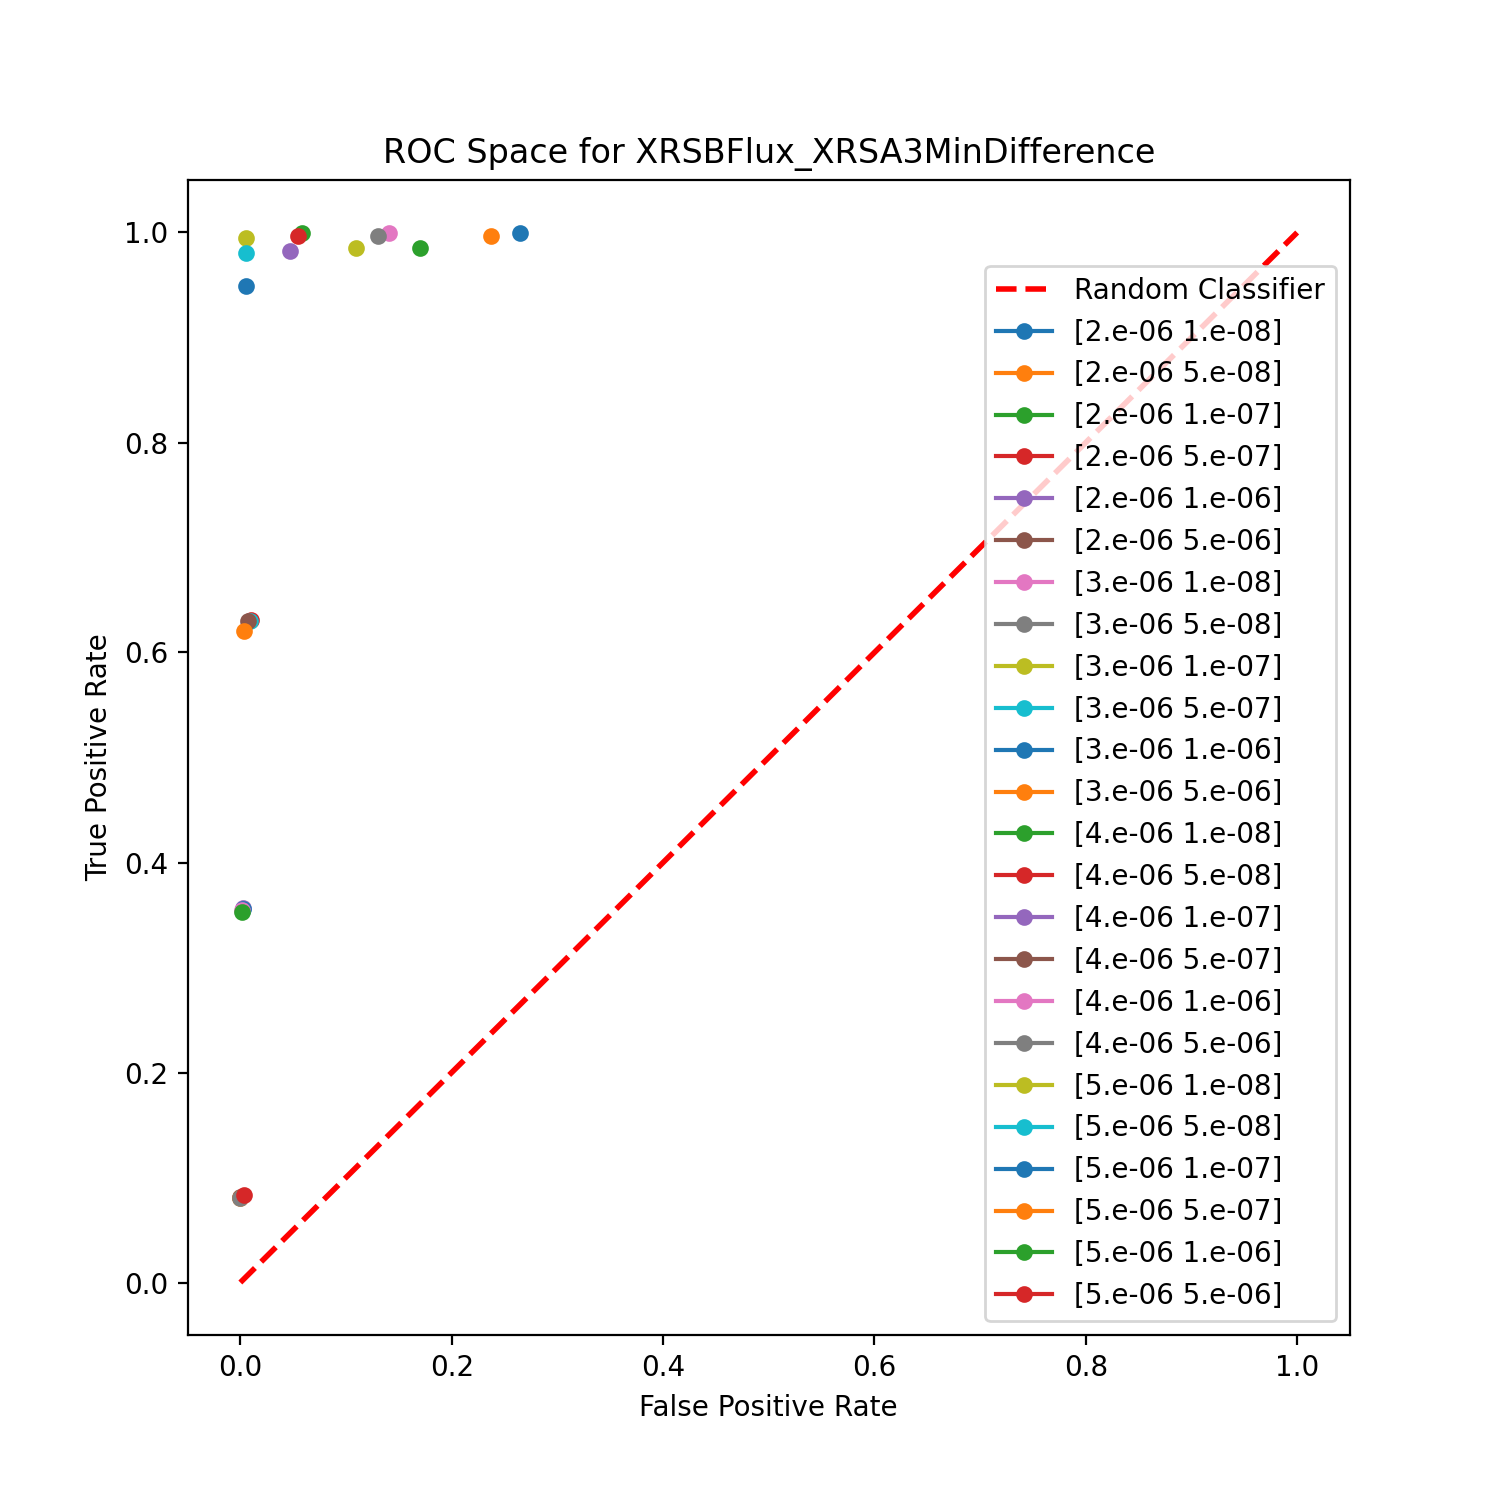 ROC Space for XRSBFlux_XRSA3MinDifference
1.0
0.8
0.6
0.4
0.2
0.0
True Positive Rate
Random Classifier
[2.e-06 1.e-08]
[2.e-06 5.e-08]
[2.e-06 1.e-07]
[2.e-06 5.e-07]
[2.e-06 1.e-06]
[2.e-06 5.e-06]
[3.e-06 1.e-08]
[3.e-06 5.e-08]
[3.e-06 1.e-07]
[3.e-06 5.e-07]
[3.e-06 1.e-06]
[3.e-06 5.e-06]
[4.e-06 1.e-08]
[4.e-06 5.e-08]
[4.e-06 1.e-07]
[4.e-06 5.e-07]
[4.e-06 1.e-06]
[4.e-06 5.e-06]
[5.e-06 1.e-08]
[5.e-06 5.e-08]
[5.e-06 1.e-07]
[5.e-06 5.e-07]
[5.e-06 1.e-06]
[5.e-06 5.e-06]
0.0 0.2 0.4 0.6 0.8 1.0
False Positive Rate